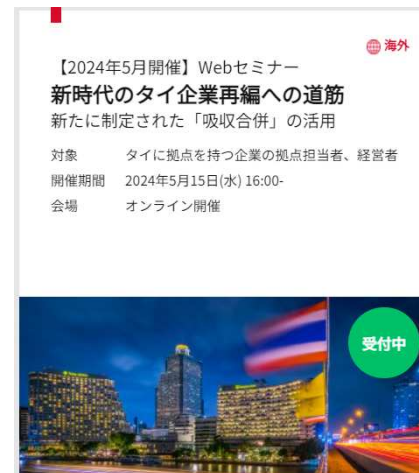 海外
【2024年5月開催】Webセミナー
新時代のタイ企業再編への道筋
新たに制定された「吸収合併」の活用
対象 タイに拠点を持つ企業の拠点担当者、経営者
開催期間 2024年5月15日(水) 16:00-
会場 オンライン開催
受付中